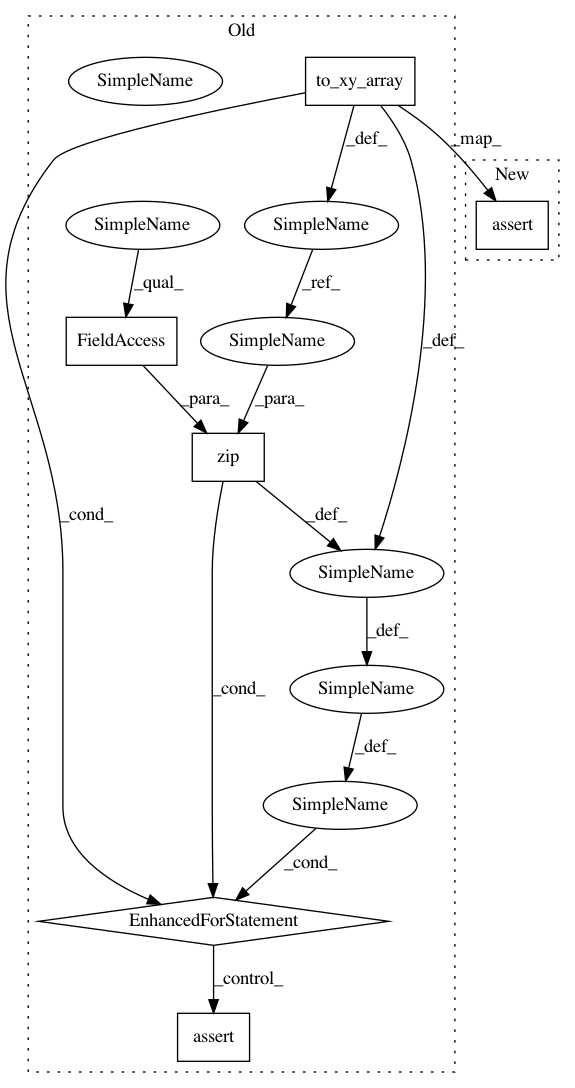 Old
SimpleName
to_xy_array
_def_
_map_
New
SimpleName
SimpleName
assert
_qual_
_ref_
FieldAccess
SimpleName
_def_
_para_
_para_
zip
_cond_
_def_
SimpleName
_def_
_cond_
SimpleName
_def_
SimpleName
_cond_
EnhancedForStatement
_control_
assert